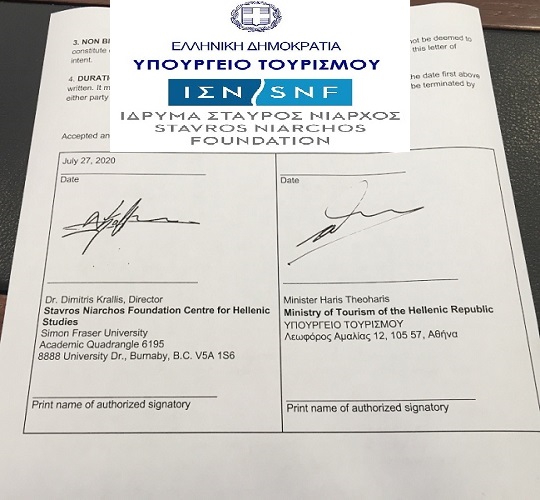 ΕΛΛΗΝΙΚΗ ΔΗΜΟΚΡΑΤΙΑ
ΥΠΟΥΡΓΕΙΟ ΤΟΥΡΙΣΜΟΥ
ΙΣΝ SNF
ΙΔΡΥΜΑ ΣΤΑΥΡΟΣ ΝΙΑΡΧΟΣ
STAVROS NIARCHOS
FOUNDATION
3. NON BI not be deemed to
constitute this letter of
intent.
4. DURATI the date first above
written. It m be terminated by
either party
Accepted an
July 27, 2020
Date
Dr. Dimitris Krallis, Director
Stavros Niarchos Foundation Centre for Hellenic
Studies
Simon Fraser University
Academic Quadrangle 6195
8888 University Dr., Burnaby, B.C. V5A 1S6
Print name of authorized signatory
Date
Minister Haris Theoharis
Ministry of Tourism of the Hellenic Republic
ΥΠΟΥΡΓΕΙΟ ΤΟΥΡΙΣΜΟΥ
Λεωφόρος Αμαλίας 12, 105 57, Αθήνα
Print name of authorized signatory